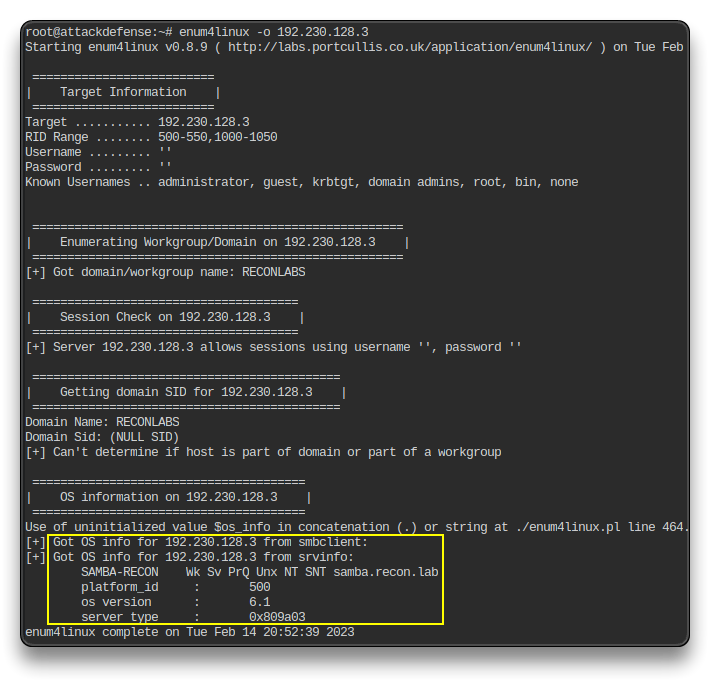 root@attackdefense:~# enum4linux -o 192.230.128.3
Starting enum4linux v0.8.9 ( http://labs.portcullis.co.uk/application/enum4linux/ ) on Tue Feb
==========================
|    Target Information    |
==========================
Target ........... 192.230.128.3
RID Range ........ 500-550,1000-1050
Username ......... ''
Password ......... ''
Known Usernames .. administrator, guest, krbtgt, domain admins, root, bin, none
=====================================================
|    Enumerating Workgroup/Domain on 192.230.128.3    |
=====================================================
[+] Got domain/workgroup name: RECONLABS
======================================
|    Session Check on 192.230.128.3    |
======================================
[+] Server 192.230.128.3 allows sessions using username '', password ''
============================================
|    Getting domain SID for 192.230.128.3    |
============================================
Domain Name: RECONLABS
Domain Sid: (NULL SID)
[+] Can't determine if host is part of domain or part of a workgroup
=======================================
|    OS information on 192.230.128.3    |
=======================================
Use of uninitialized value $os_info in concatenation (.) or string at ./enum4linux.pl line 464.
[+] Got OS info for 192.230.128.3 from smbclient:
[+] Got OS info for 192.230.128.3 from srvinfo:
SAMBA-RECON    Wk Sv PrQ Unx NT SNT samba.recon.lab
platform_id     :       500
os version      :       6.1
server type     :       0x809a03
enum4linux complete on Tue Feb 14 20:52:39 2023